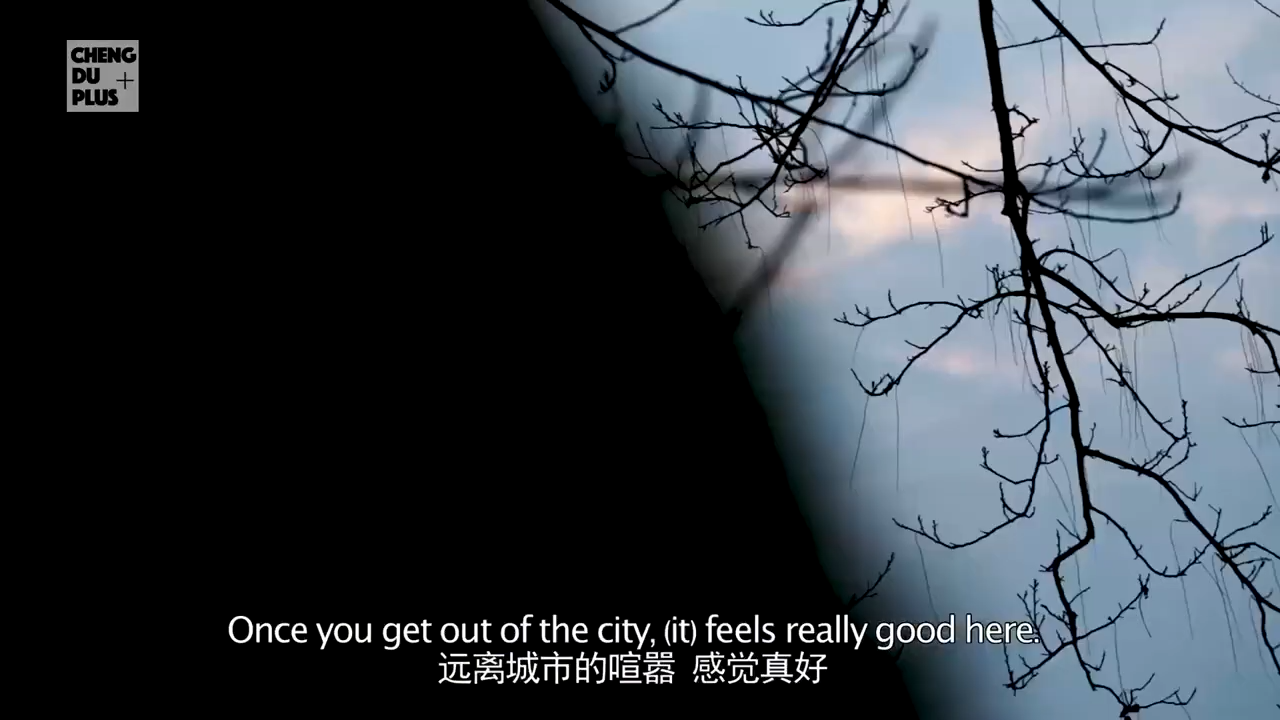 CHENG
DU +
PLUS
Once you get out of the city, (it) feels really good here.
远离城市的喧嚣 感觉真好